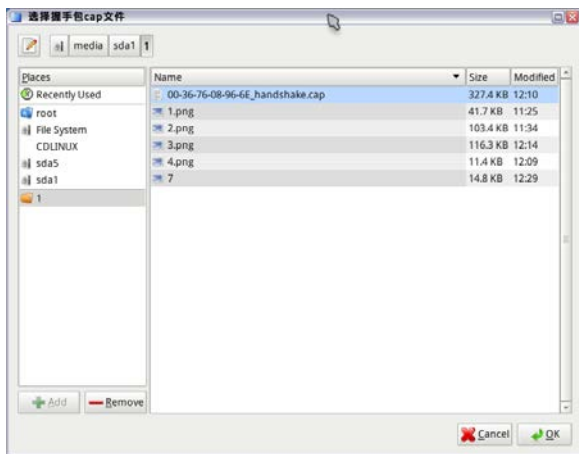 选择握手包cap文件
media sda1 1
Places
Name Size Modified
Recently Used
00-36-76-08-96-6E_handshake.cap 327.4 KB 12:10
root
1.png 41.7 KB 11:25
File System
2.png 103.4 KB 11:34
CDLINUX
3.png 116.3 KB 12:14
sda5
4.png 11.4 KB 12:09
sda1
7 14.8 KB 12:29
1
Add Remove
Cancel OK